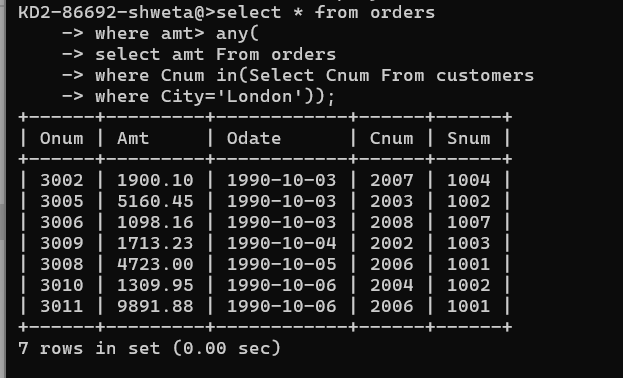 KD2-86692-shweta@>select * from orders
    -> where amt> any(
    -> select amt From orders
    -> where Cnum in(Select Cnum From customers
    -> where City='London'));
+------+---------+------------+------+------+
| Onum | Amt     | Odate      | Cnum | Snum |
+------+---------+------------+------+------+
| 3002 | 1900.10 | 1990-10-03 | 2007 | 1004 |
| 3005 | 5160.45 | 1990-10-03 | 2003 | 1002 |
| 3006 | 1098.16 | 1990-10-03 | 2008 | 1007 |
| 3009 | 1713.23 | 1990-10-04 | 2002 | 1003 |
| 3008 | 4723.00 | 1990-10-05 | 2006 | 1001 |
| 3010 | 1309.95 | 1990-10-06 | 2004 | 1002 |
| 3011 | 9891.88 | 1990-10-06 | 2006 | 1001 |
+------+---------+------------+------+------+
7 rows in set (0.00 sec)